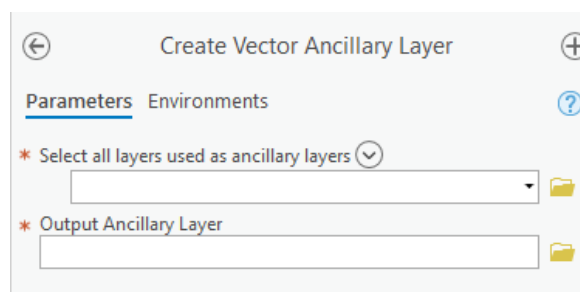 Create Vector Ancillary Layer
Parameters Environments
* Select all layers used as ancillary layers
* Output Ancillary Layer